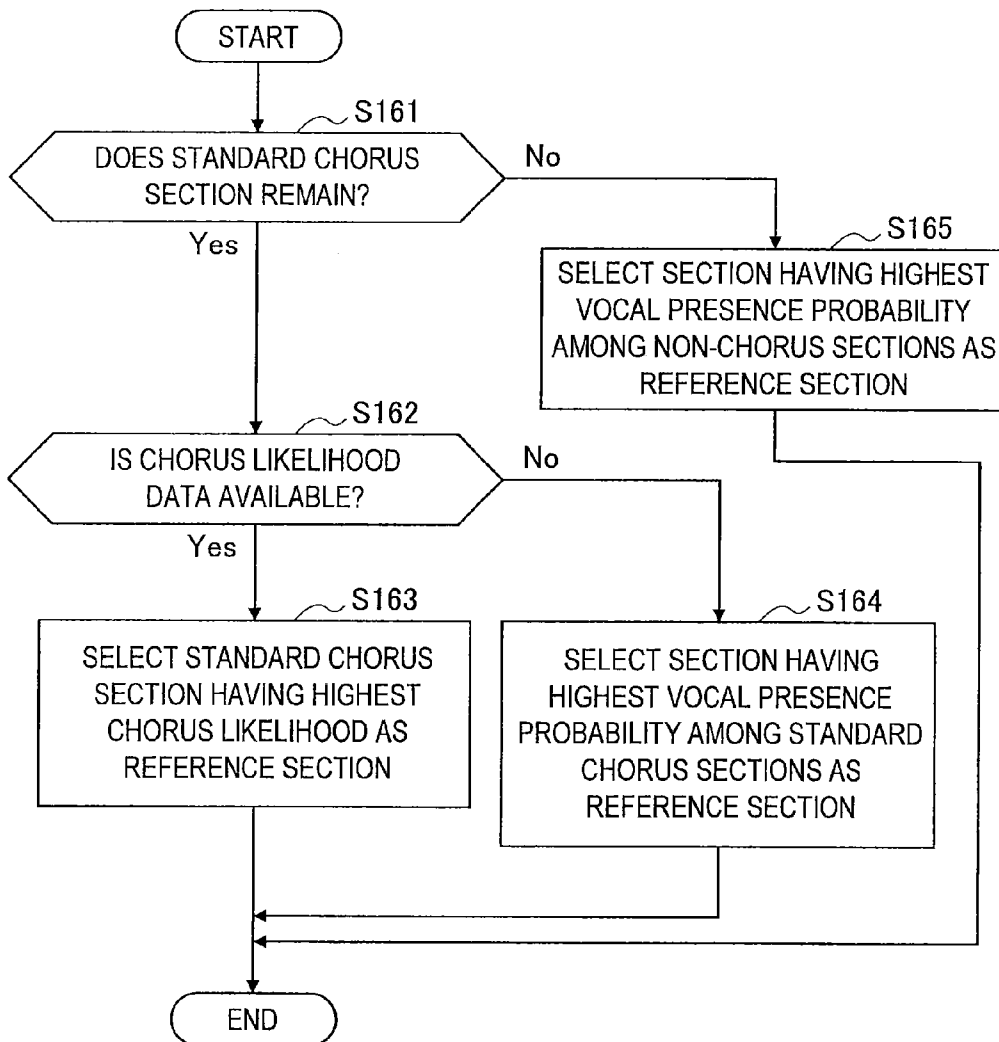 START
S161
DOES STANDARD CHORUS
SECTION REMAIN?
No
Yes
S165
SELECT SECTION HAVING HIGHEST
VOCAL PRESENCE PROBABILITY
AMONG NON-CHORUS SECTIONS AS
REFERENCE SECTION
S162
IS CHORUS LIKELIHOOD
DATA AVAILABLE?
No
Yes
S163
SELECT STANDARD CHORUS
SECTION HAVING HIGHEST
CHORUS LIKELIHOOD AS
REFERENCE SECTION
S164
SELECT SECTION HAVING
HIGHEST VOCAL PRESENCE
PROBABILITY AMONG STANDARD
CHORUS SECTIONS AS
REFERENCE SECTION
END